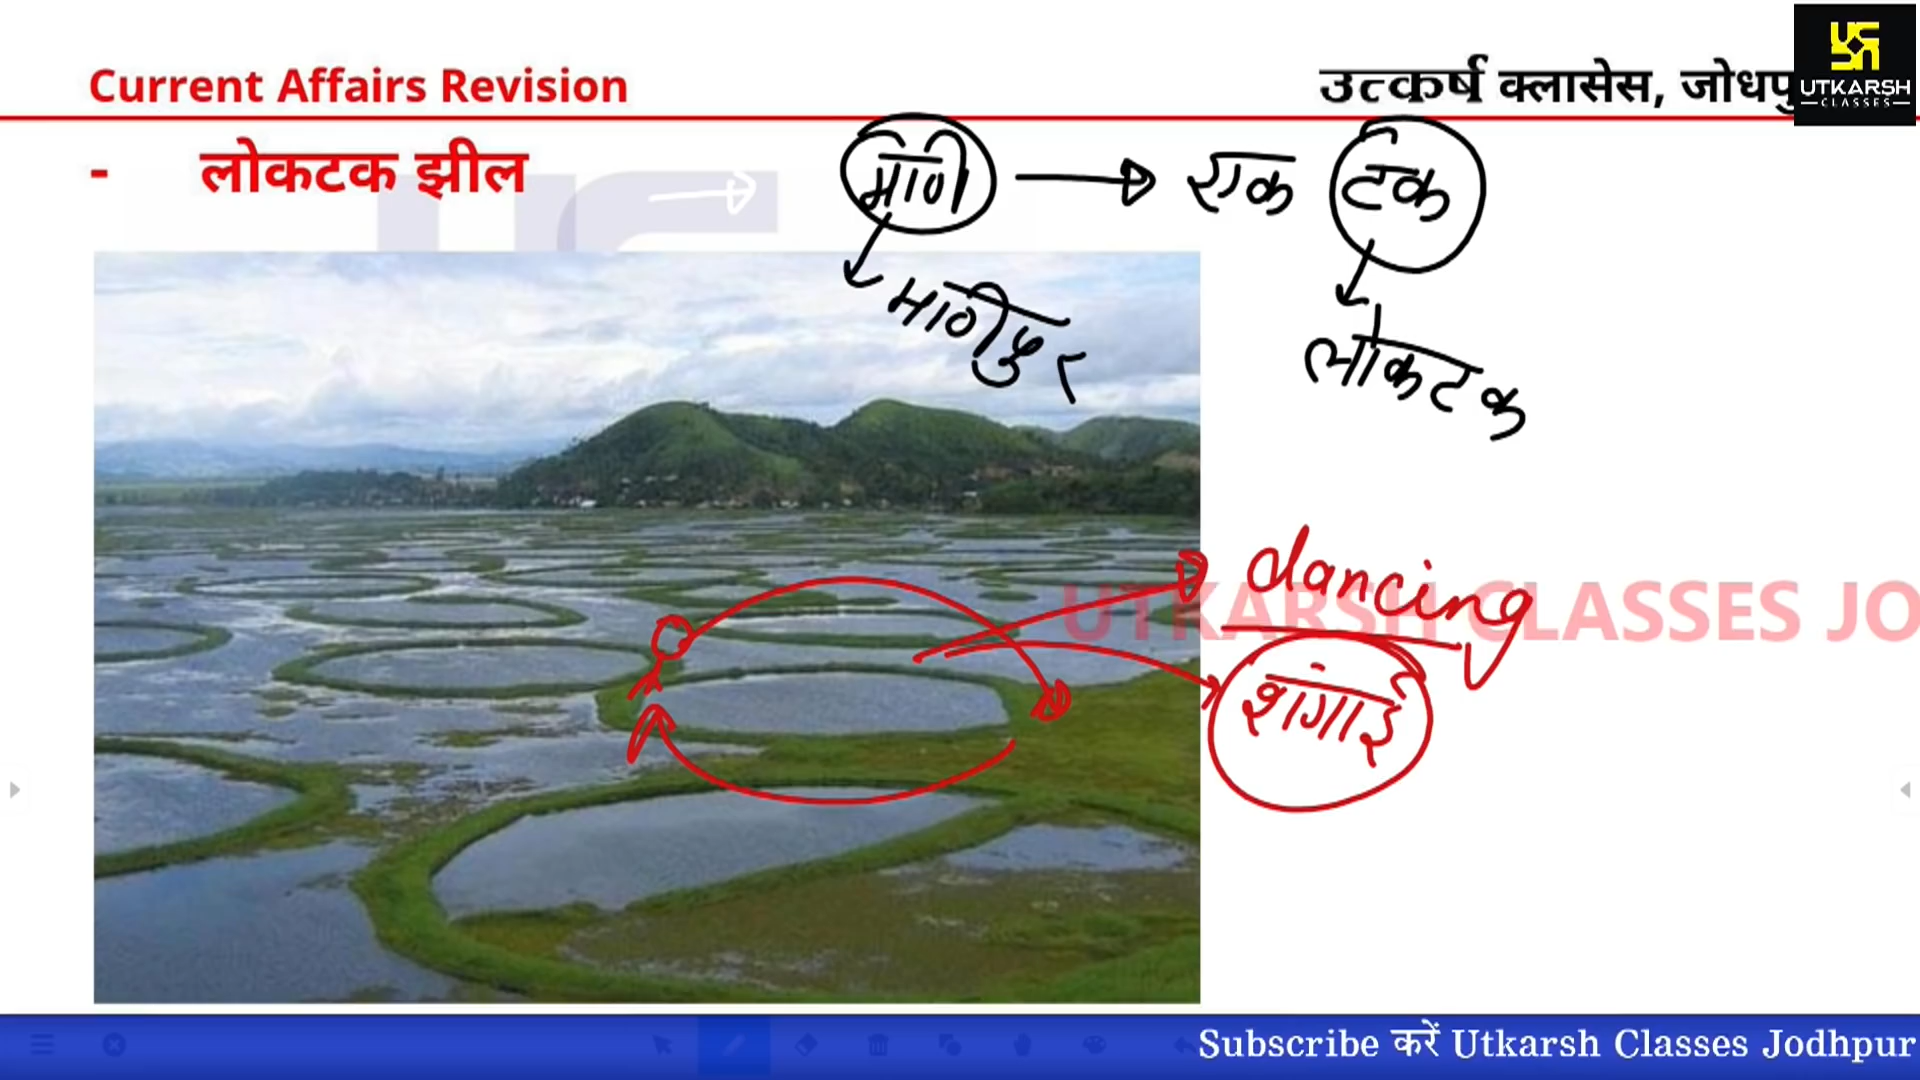 Current Affairs Revision
उत्कर्ष क्लासेस, जोधपु
UTKARSH
CLASSES
- लोकटक झील
मणि → एक टक
मणीपुर
लोकटक
dancing
UTKARSH CLASSES JO
शंगाई
Subscribe करें Utkarsh Classes Jodhpur